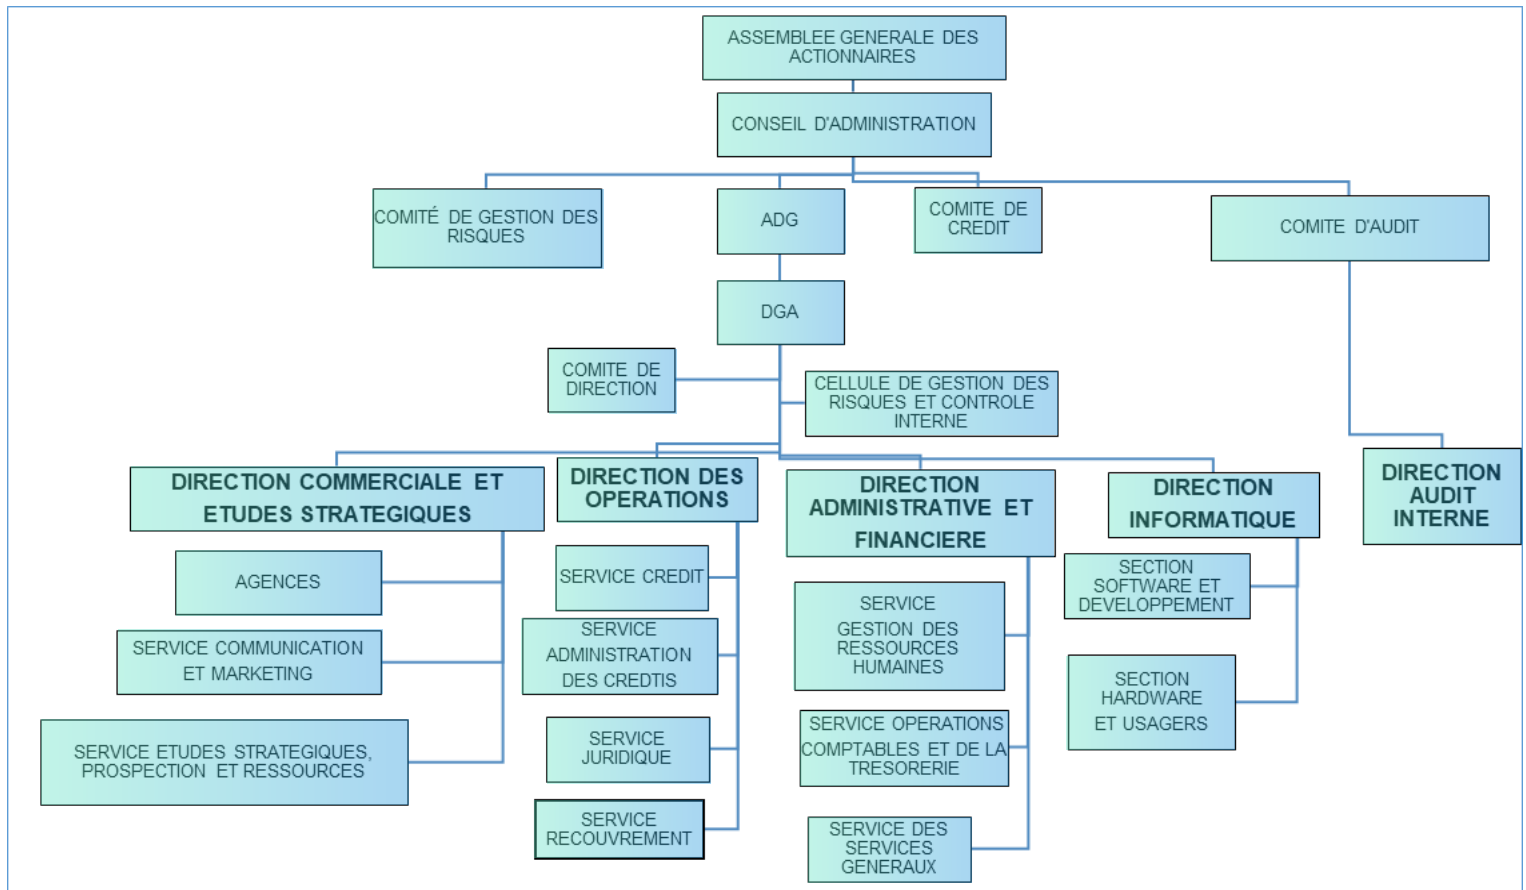 ASSEMBLEE GENERALE DES
ACTIONNAIRES
CONSEIL D'ADMINISTRATION
COMITÉ DE GESTION DES
RISQUES
ADG
COMITE DE
CREDIT
COMITE D'AUDIT
DGA
COMITE DE
DIRECTION
CELLULE DE GESTION DES
RISQUES ET CONTROLE
INTERNE
DIRECTION COMMERCIALE ET
ETUDES STRATEGIQUES
DIRECTION DES
OPERATIONS
DIRECTION
ADMINISTRATIVE ET
FINANCIERE
DIRECTION
INFORMATIQUE
DIRECTION
AUDIT
INTERNE
AGENCES
SERVICE COMMUNICATION
ET MARKETING
SERVICE ETUDES STRATEGIQUES,
PROSPECTION ET RESSOURCES
SERVICE CREDIT
SERVICE
ADMINISTRATION
DES CREDTIS
SERVICE
JURIDIQUE
SERVICE
RECOUVREMENT
SERVICE
GESTION DES
RESSOURCES
HUMAINES
SERVICE OPERATIONS
COMPTABLES ET DE LA
TRESORERIE
SERVICE DES
SERVICES
GENERAUX
SECTION
SOFTWARE ET
DEVELOPPEMENT
SECTION
HARDWARE
ET USAGERS